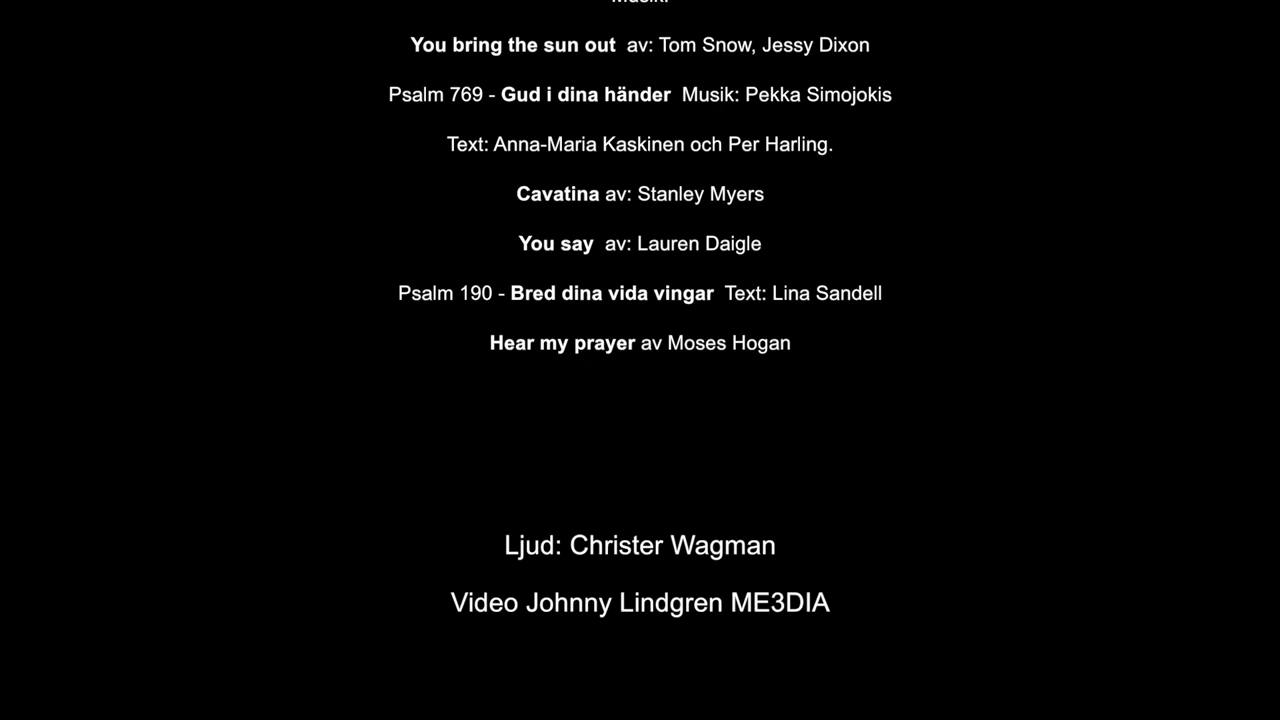 Musik:
You bring the sun out av: Tom Snow, Jessy Dixon
Psalm 769 - Gud i dina händer Musik: Pekka Simojokis
Text: Anna-Maria Kaskinen och Per Harling.
Cavatina av: Stanley Myers
You say av: Lauren Daigle
Psalm 190 - Bred dina vida vingar Text: Lina Sandell
Hear my prayer av Moses Hogan
Ljud: Christer Wagman
Video Johnny Lindgren ME3DIA